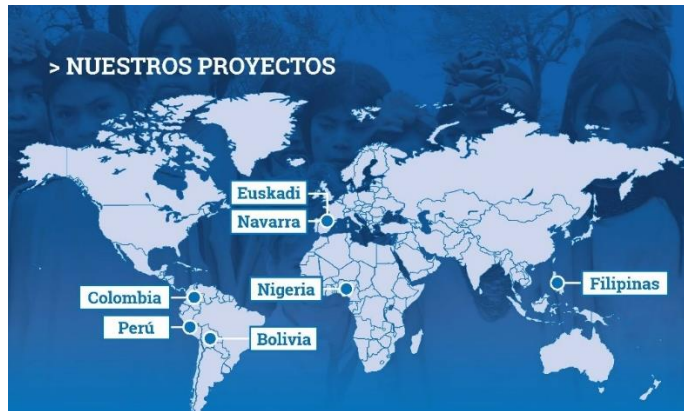 > NUESTROS PROYECTOS
Euskadi
Navarra
Colombia
Nigeria
Filipinas
Perú
Bolivia